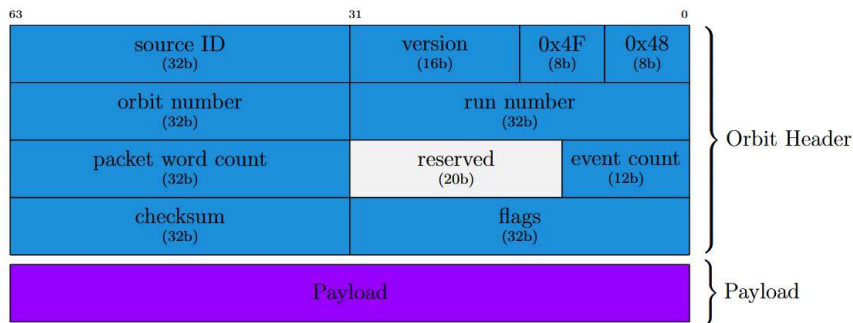 63 31 0
source ID version 0x4F 0x48
(32b) (16b) (8b) (8b)
orbit number run number
(32b) (32b)
Orbit Header
packet word count reserved event count
(32b) (20b) (12b)
checksum flags
(32b) (32b)
Payload Payload